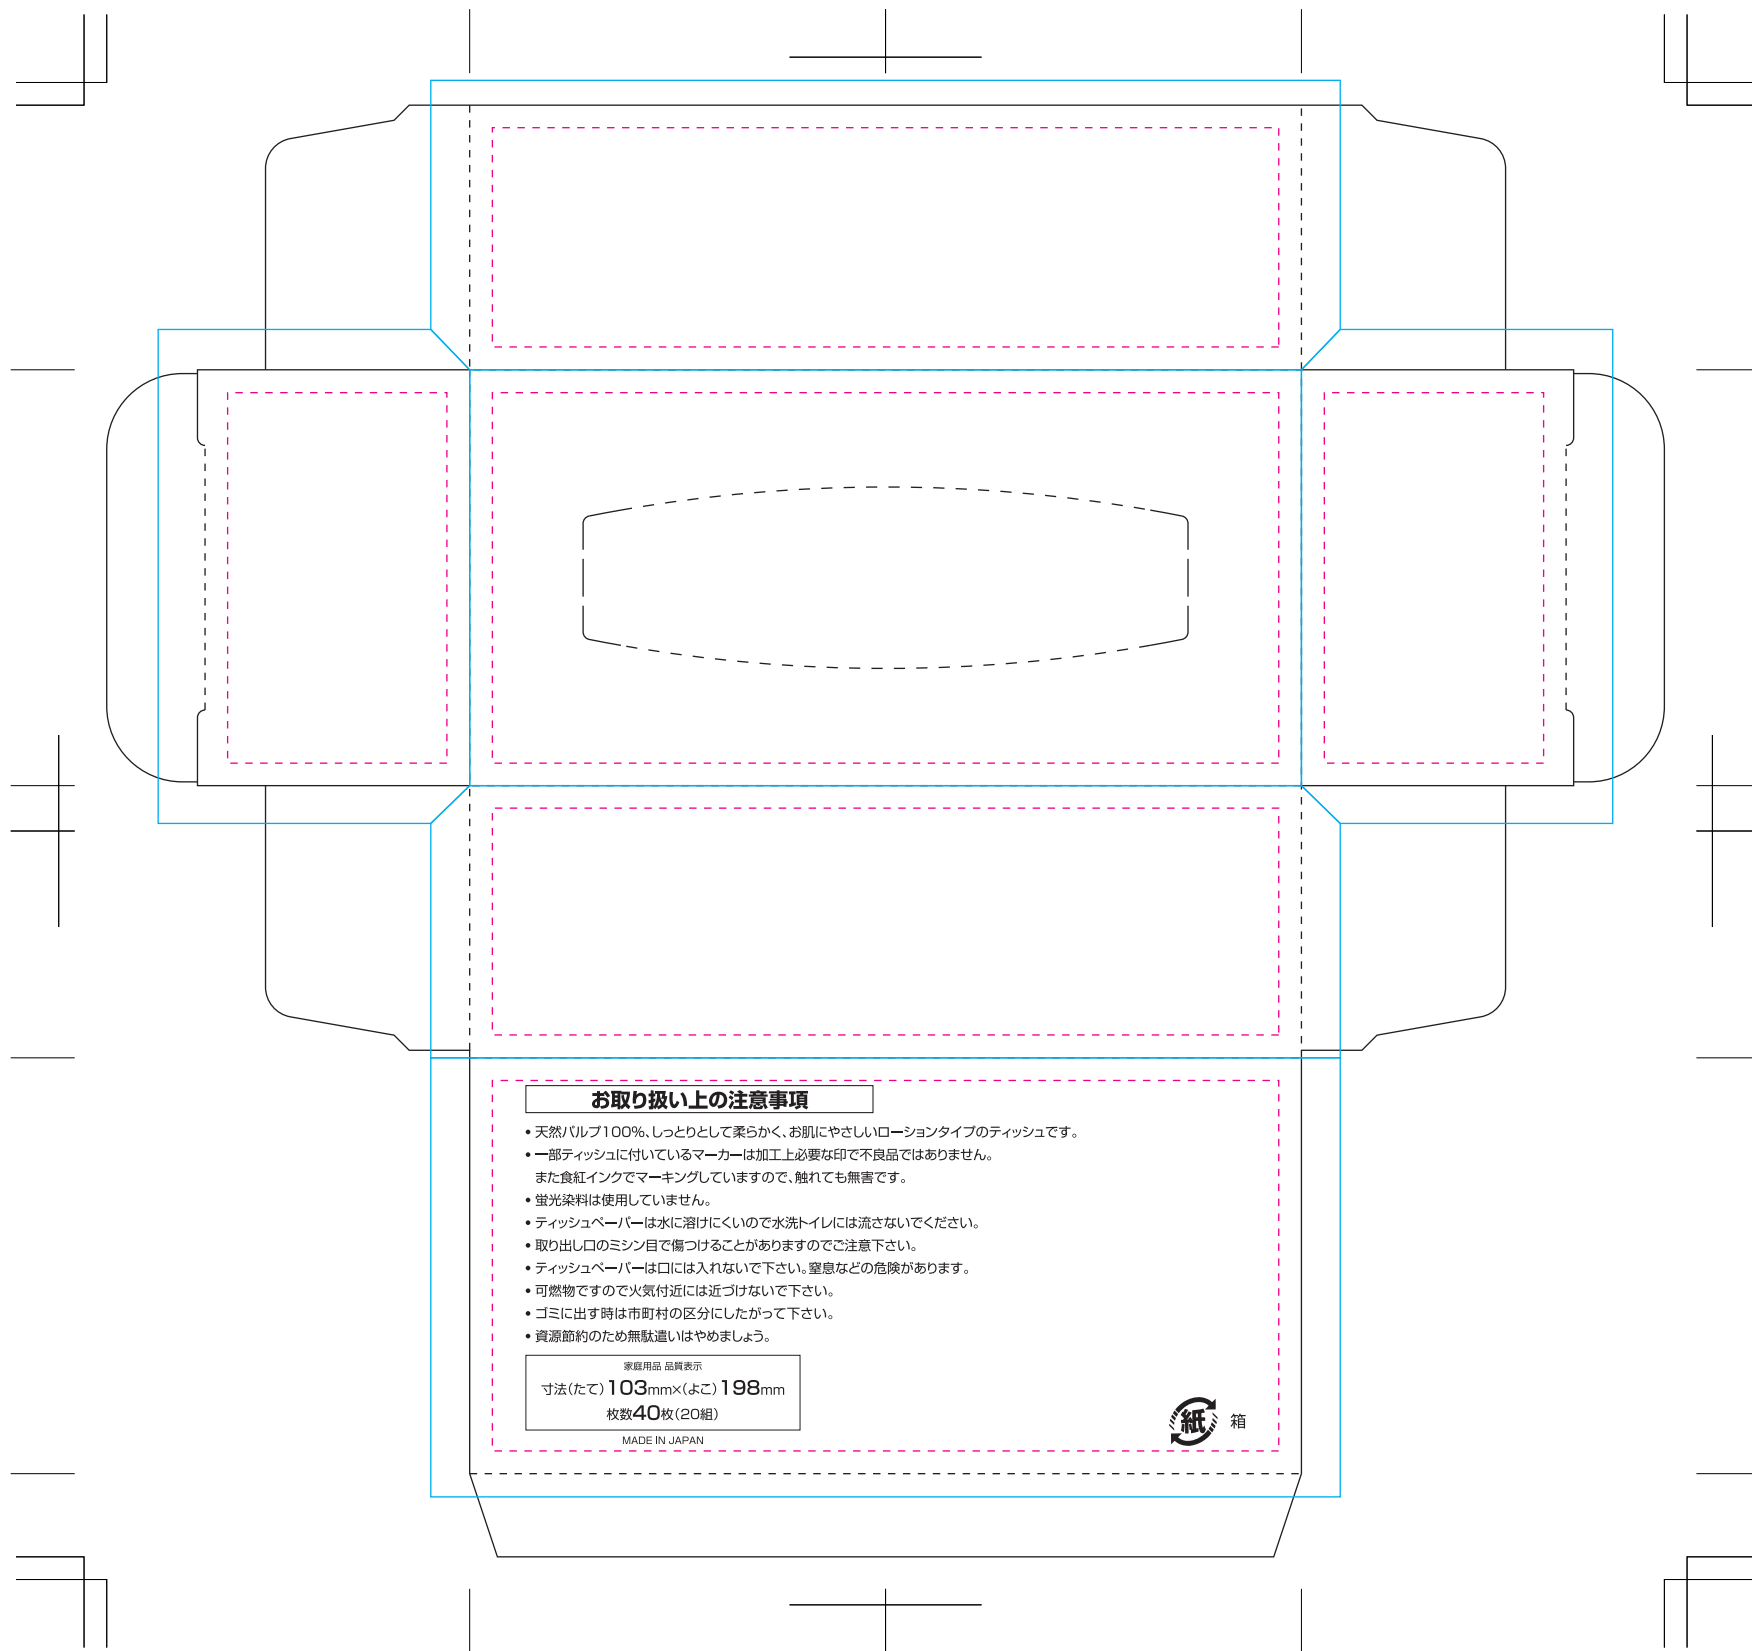 お取り扱い上の注意事項
• 天然パルプ100%、しっとりとして柔らかく、お肌にやさしいローションタイプのティッシュです。
• 一部ティッシュに付いているマーカーは加工上必要な印で不良品ではありません。
また食紅インクでマーキングしていますので、触れても無害です。
• 蛍光染料は使用していません。
• ティッシュペーパーは水に溶けにくいので水洗トイレには流さないでください。
• 取り出し口のミシン目で傷つけることがありますのでご注意下さい。
• ティッシュペーパーは口には入れないで下さい。窒息などの危険があります。
• 可燃物ですので火気付近には近づけないで下さい。
• ゴミに出す時は市町村の区分にしたがって下さい。
• 資源節約のため無駄遣いはやめましょう。
家庭用品 品質表示
寸法(たて)103mm×(よこ)198mm
枚数40枚(20組)
MADE IN JAPAN
紙 箱